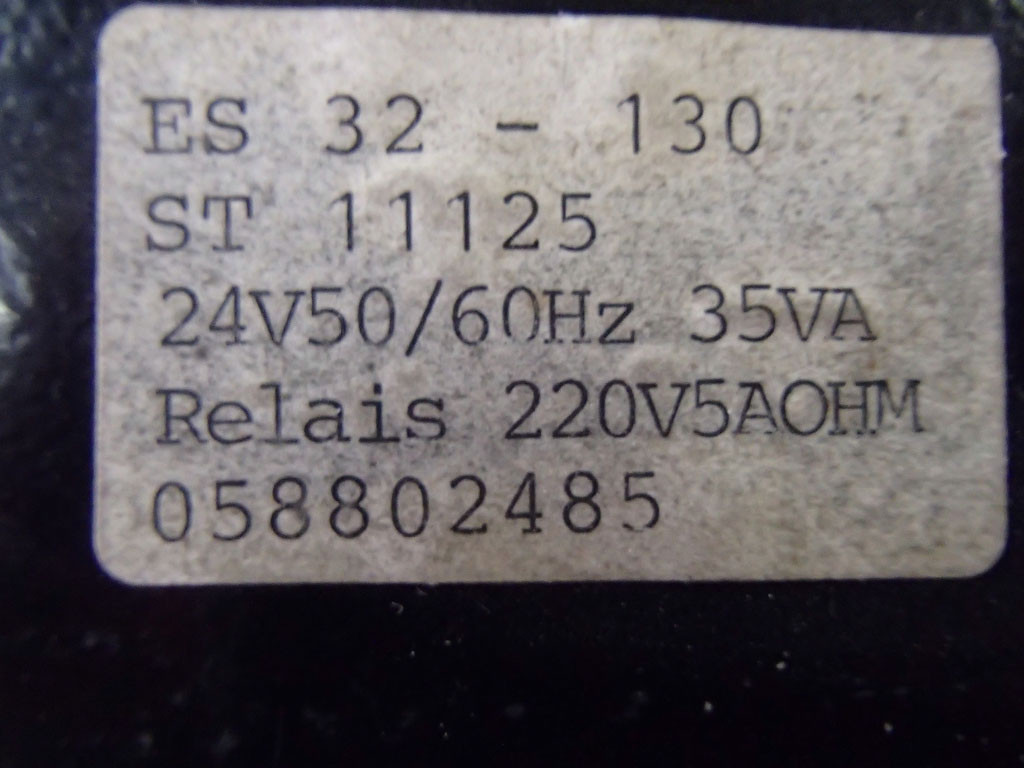 ES 32 - 130
ST 11125
24V50/60Hz 35VA
Relais 220V5AOHM
058802485